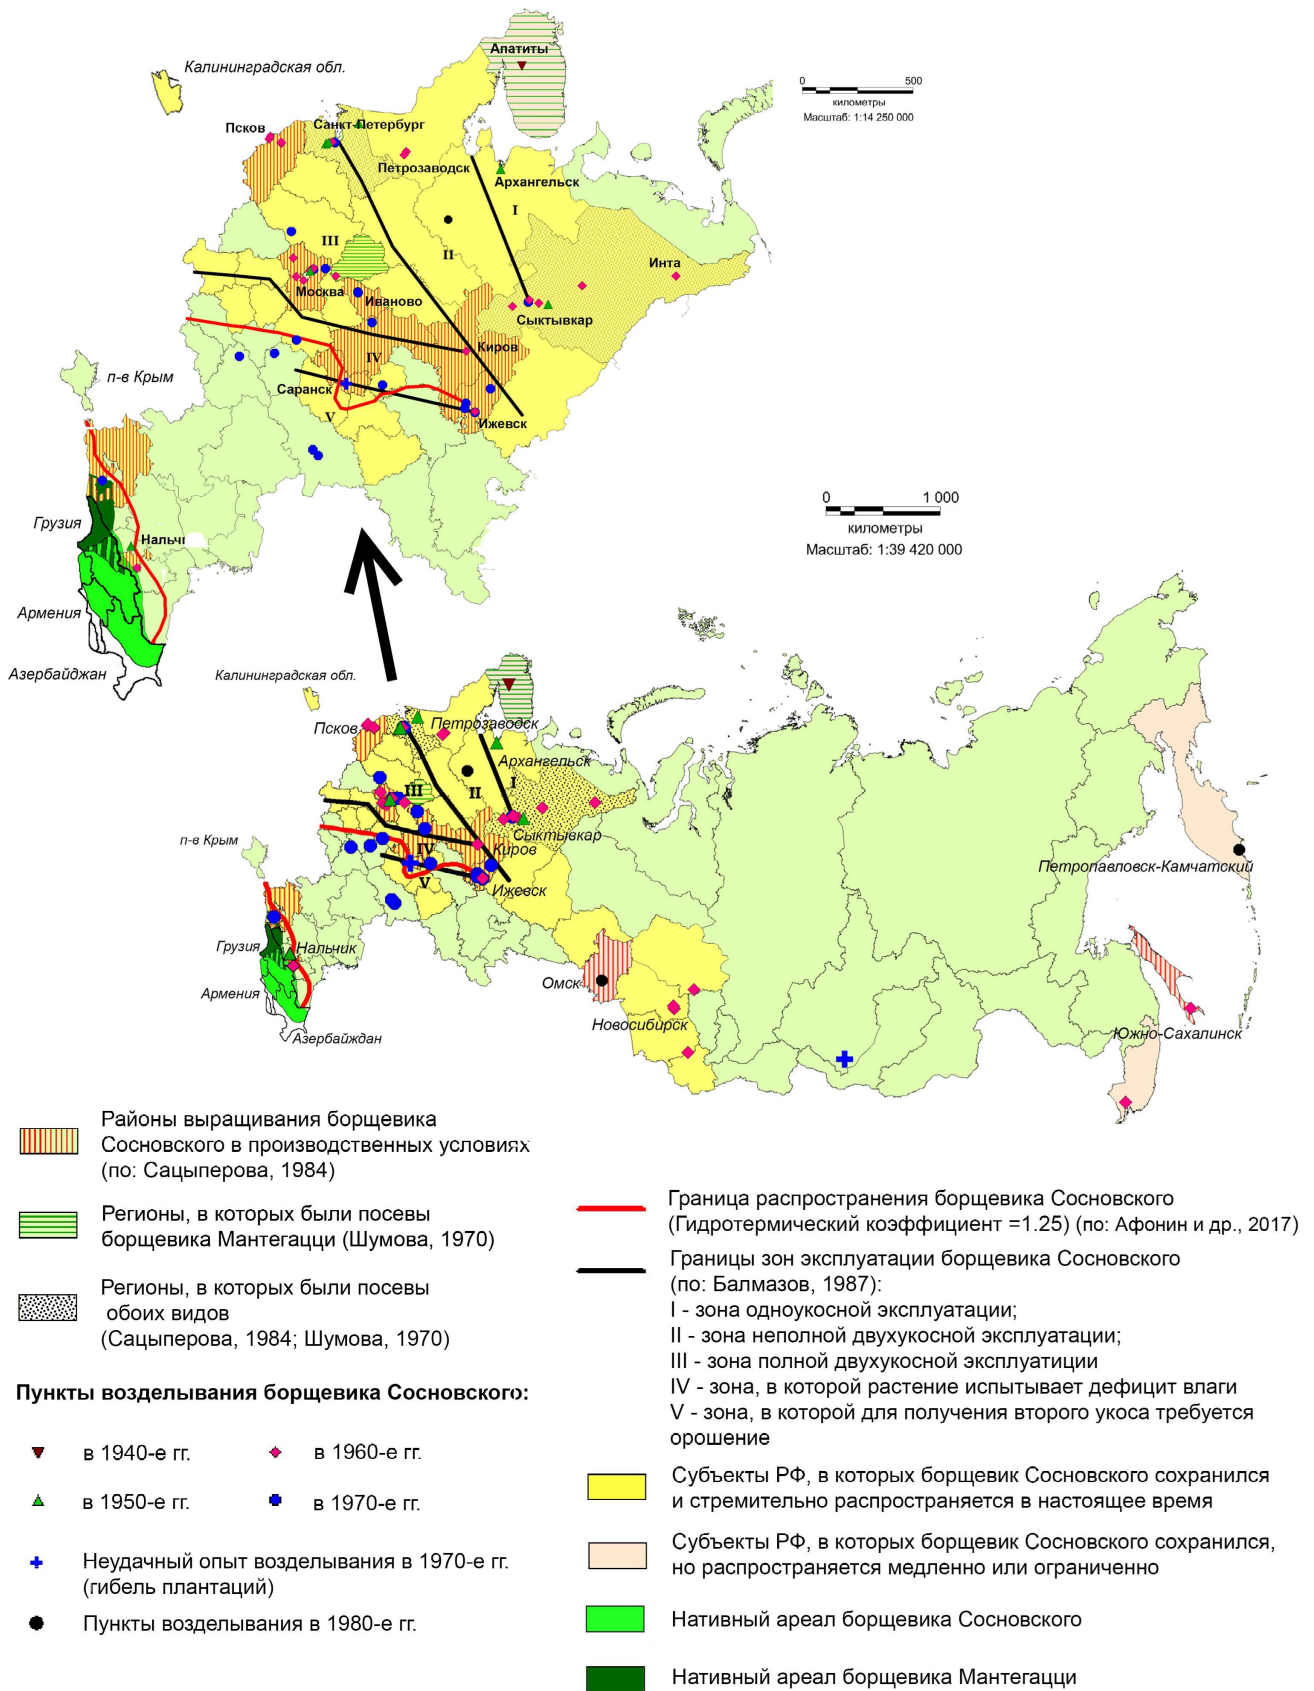 Апатиты
Калининградская обл.
0 500
километры
Масштаб: 1:14 250 000
Псков
Санкт-Петербург
Петрозаводск
Архангельск
I
III
II
Инта
Москва
Иваново
Сыктывкар
IV
Киров
п-в Крым
Саранск
V
Ижевск
0 1 000
километры
Масштаб: 1:39 420 000
Грузия
Нальчи
Армения
Азербайджан
Калининградская обл.
Псков
Петрозаводск
Архангельск
I
III
II
Сыктывкар
п-в Крым
IV
Киров
V
Ижевск
Петропавловск-Камчатский
Грузия
Нальчик
Омск
Армения
Новосибирск
Южно-Сахалинск
Азербайждан
Районы выращивания борщевика
Сосновского в производственных условиях
(по: Сацыперова, 1984)
Регионы, в которых были посевы
борщевика Мантегацци (Шумова, 1970)
Регионы, в которых были посевы
обоих видов
(Сацыперова, 1984; Шумова, 1970)
Пункты возделывания борщевика Сосновского:
в 1940-е гг.
в 1960-е гг.
в 1950-е гг.
в 1970-е гг.
Неудачный опыт возделывания в 1970-е гг.
(гибель плантаций)
Пункты возделывания в 1980-е гг.
Граница распространения борщевика Сосновского
(Гидротермический коэффициент =1.25) (по: Афонин и др., 2017)
Границы зон эксплуатации борщевика Сосновского
(по: Балмазов, 1987):
I - зона одноукосной эксплуатации;
II - зона неполной двухукосной эксплуатации;
III - зона полной двухукосной эксплуатиции
IV - зона, в которой растение испытывает дефицит влаги
V - зона, в которой для получения второго укоса требуется
орошение
Субъекты РФ, в которых борщевик Сосновского сохранился
и стремительно распространяется в настоящее время
Субъекты РФ, в которых борщевик Сосновского сохранился,
но распространяется медленно или ограниченно
Нативный ареал борщевика Сосновского
Нативный ареал борщевика Мантегацци